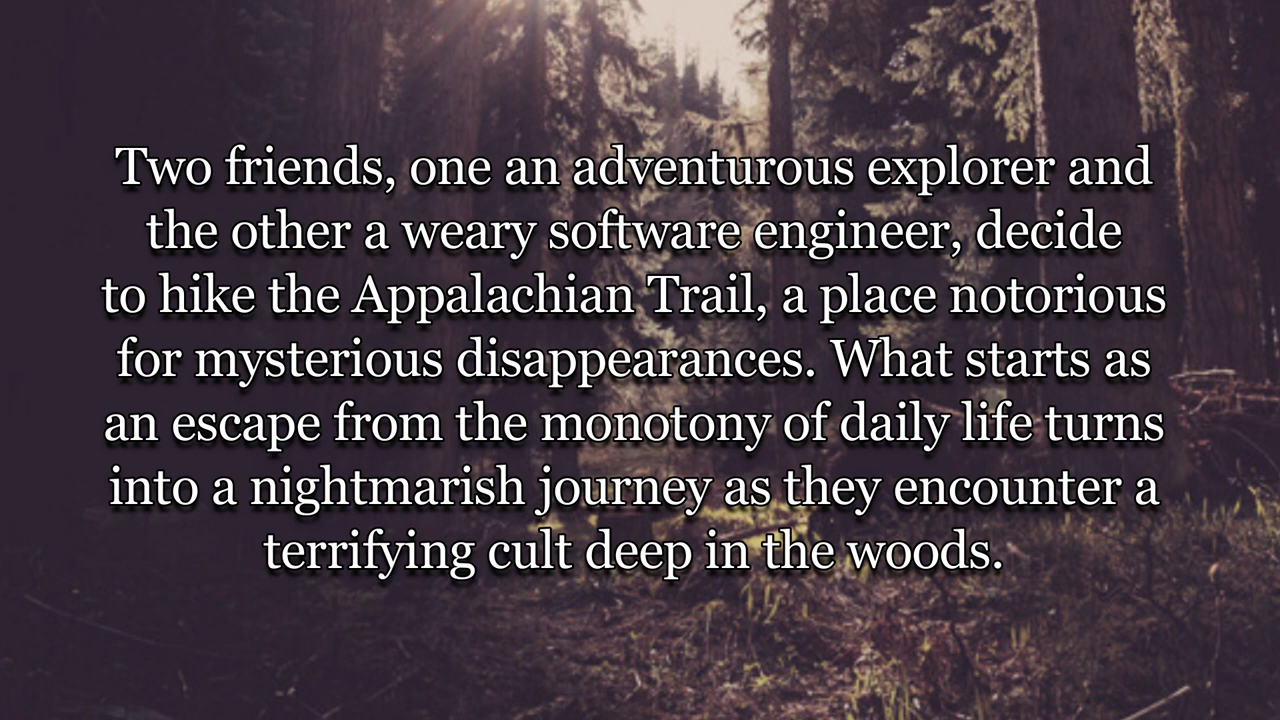 Two friends, one an adventurous explorer and
the other a weary software engineer, decide
to hike the Appalachian Trail, a place notorious
for mysterious disappearances. What starts as
an escape from the monotony of daily life turns
into a nightmarish journey as they encounter a
terrifying cult deep in the woods.